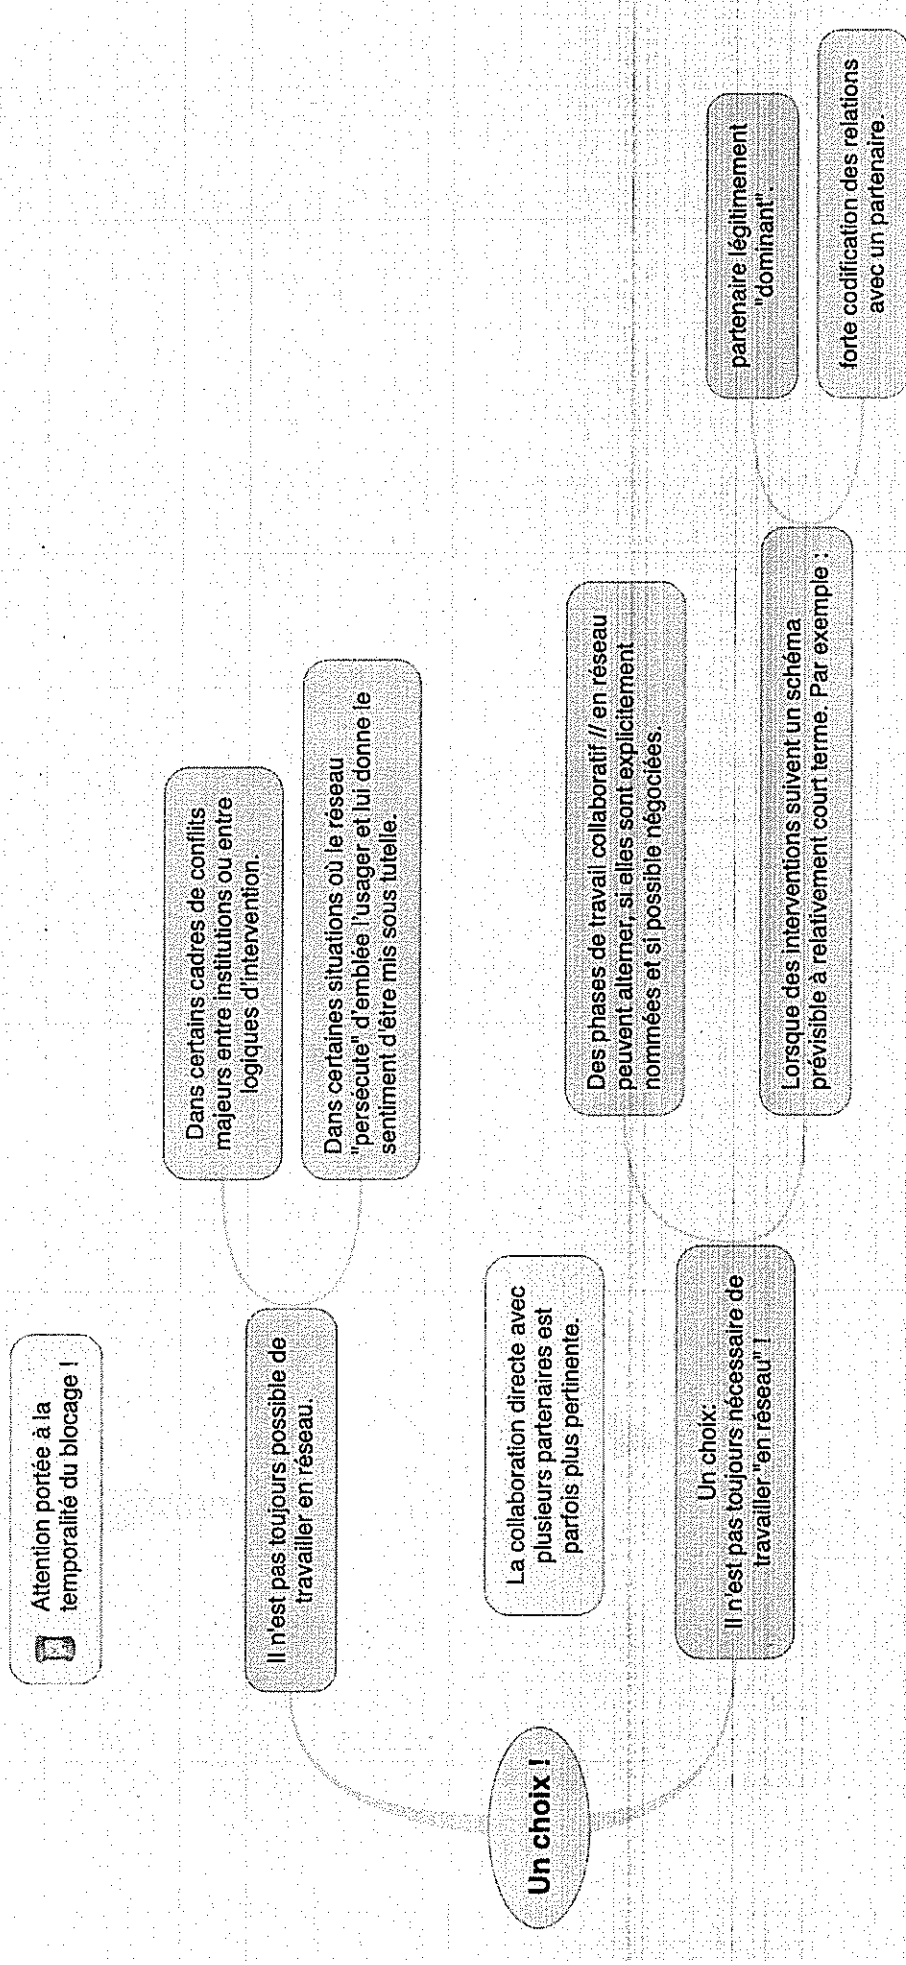 Attention portée à la
temporalité du blocage !
Il n'est pas toujours possible de
travailler en réseau.
Dans certains cadres de conflits
majeurs entre institutions ou entre
logiques d'intervention.
Dans certaines situations où le réseau
"persécute" d'emblée l'usager et lui donne le
sentiment d'être mis sous tutelle.
Un choix !
La collaboration directe avec
plusieurs partenaires est
parfois plus pertinente.
Un choix:
Il n'est pas toujours nécessaire de
travailler "en réseau" !
Des phases de travail collaboratif // en réseau
peuvent alterner, si elles sont explicitement
nommées et si possible négociées.
Lorsque des interventions suivent un schéma
prévisible à relativement court terme. Par exemple :
partenaire légitimement
"dominant".
forte codification des relations
avec un partenaire.